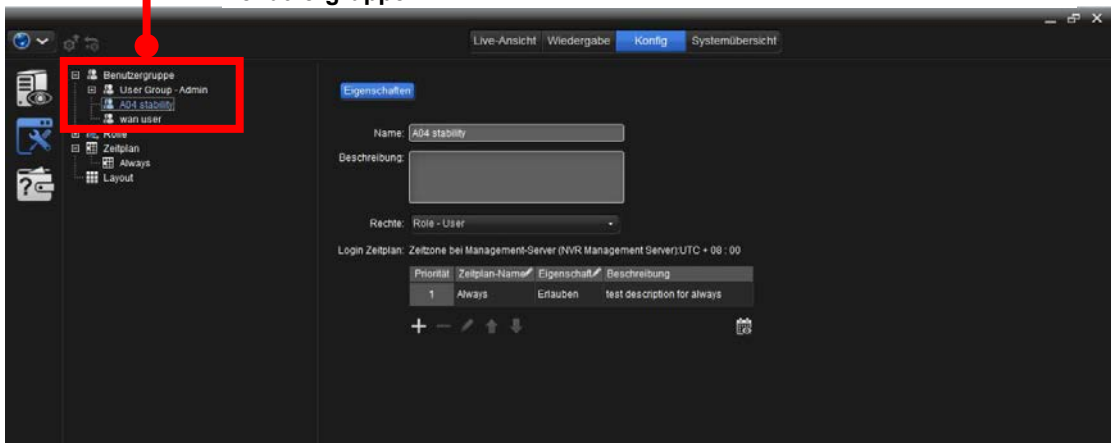 Live-Ansicht Wiedergabe Konfig Systemübersicht
Benutzergruppe
User Group - Admin
A04 stability
wan user
Rolle
Zeitplan
Always
Layout
Eigenschaften
Name: A04 stability
Beschreibung:
Rechte: Role - User
Login Zeitplan: Zeitzone bei Management-Server (NVR Management Server):UTC + 08 : 00
Priorität Zeitplan-Name Eigenschaft Beschreibung
1 Always Erlauben test description for always